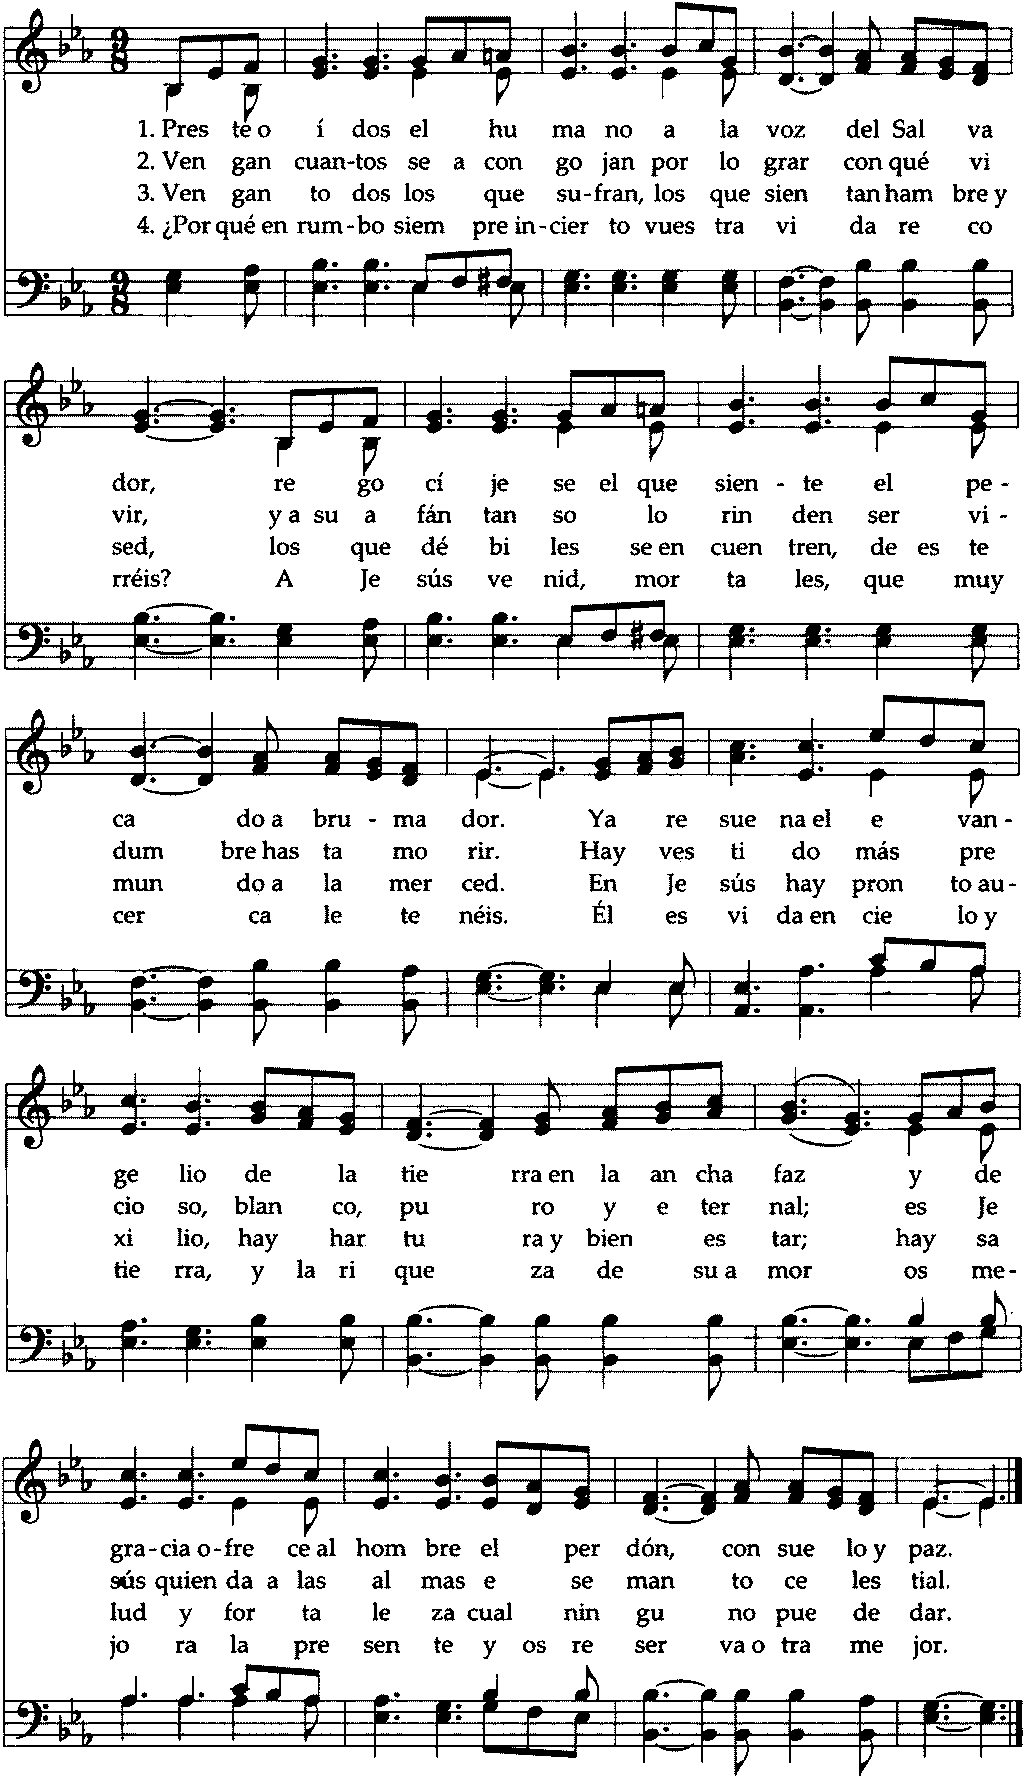 9 8
1. Pres te o í dos el hu ma no a la voz del Sal va
2. Ven gan cuan-tos se a con go jan por lo grar con qué vi
3. Ven gan to dos los que su-fran, los que sien tan ham bre y
4. ¿Por qué en rum-bo siem pre in-cier to vues tra vi da re co
9 8
dor, re go cí je se el que sien - te el pe -
vir, y a su a fán tan so lo rin den ser vi -
sed, los que dé bi les se en cuen tren, de es te
rréis? A Je sús ve nid, mor ta les, que muy
ca do a bru - ma dor. Ya re sue na el e van -
dum bre has ta mo rir. Hay ves ti do más pre
mun do a la mer ced. En Je sús hay pron to au -
cer ca le te néis. Él es vi da en cie lo y
ge lio de la tie rra en la an cha faz y de
cio so, blan co, pu ro y e ter nal; es Je
xi lio, hay har tu ra y bien es tar; hay sa
tie rra, y la ri que za de su a mor os me -
gra-cia o-fre ce al hom bre el per dón, con sue lo y paz.
sús quien da a las al mas e se man to ce les tial.
lud y for ta le za cual nin gu no pue de dar.
jo ra la pre sen te y os re ser va o tra me jor.